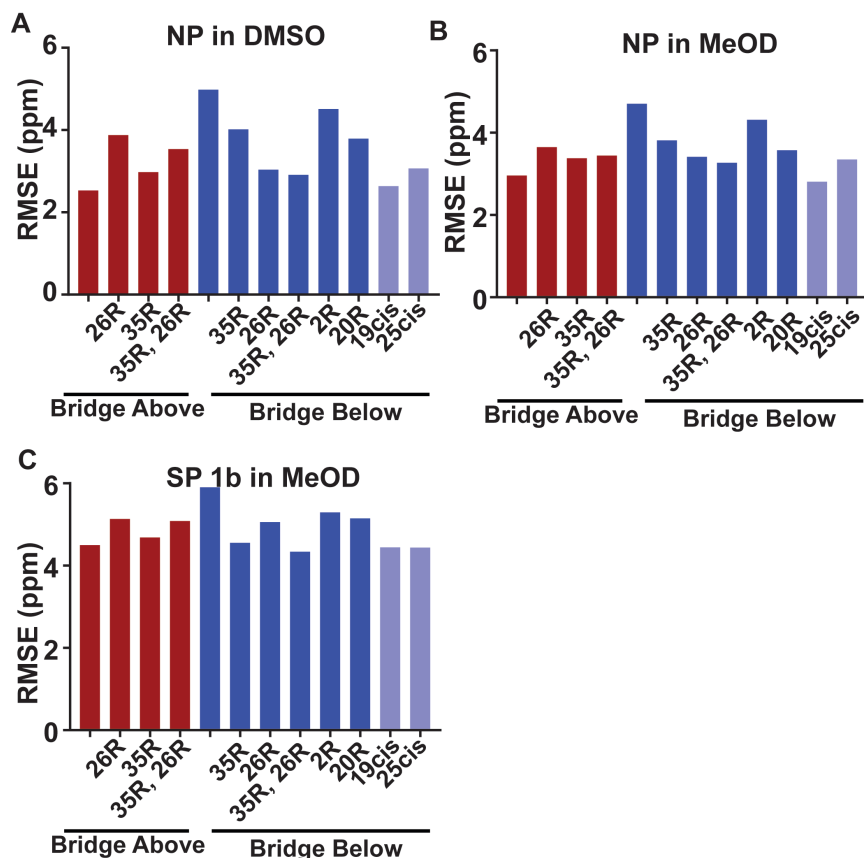 A
NP in DMSO
RMSE (ppm)
6
4
2
0
26R
35R
35R, 26R
35R
26R
35R, 26R
2R
20R
19cis
25cis
Bridge Above
Bridge Below
B
NP in MeOD
RMSE (ppm)
6
4
2
0
26R
35R
35R, 26R
35R
26R
35R, 26R
2R
20R
19cis
25cis
Bridge Above
Bridge Below
C
SP 1b in MeOD
RMSE (ppm)
6
4
2
0
26R
35R
35R, 26R
35R
26R
35R, 26R
2R
20R
19cis
25cis
Bridge Above
Bridge Below